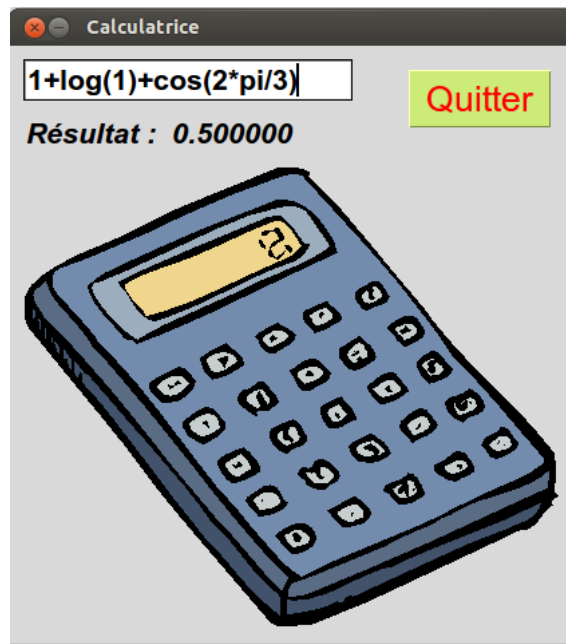 Calculatrice
1+log(1)+cos(2*pi/3)
Quitter
Résultat : 0.500000